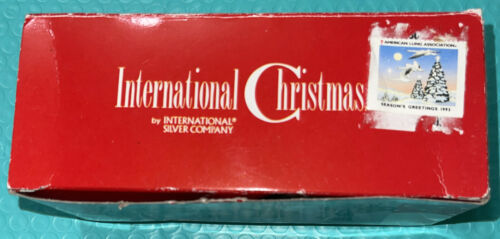 International Christmas
by INTERNATIONAL®
SILVER COMPANY
AMERICAN LUNG ASSOCIATION
SEASON'S GREETINGS 1993